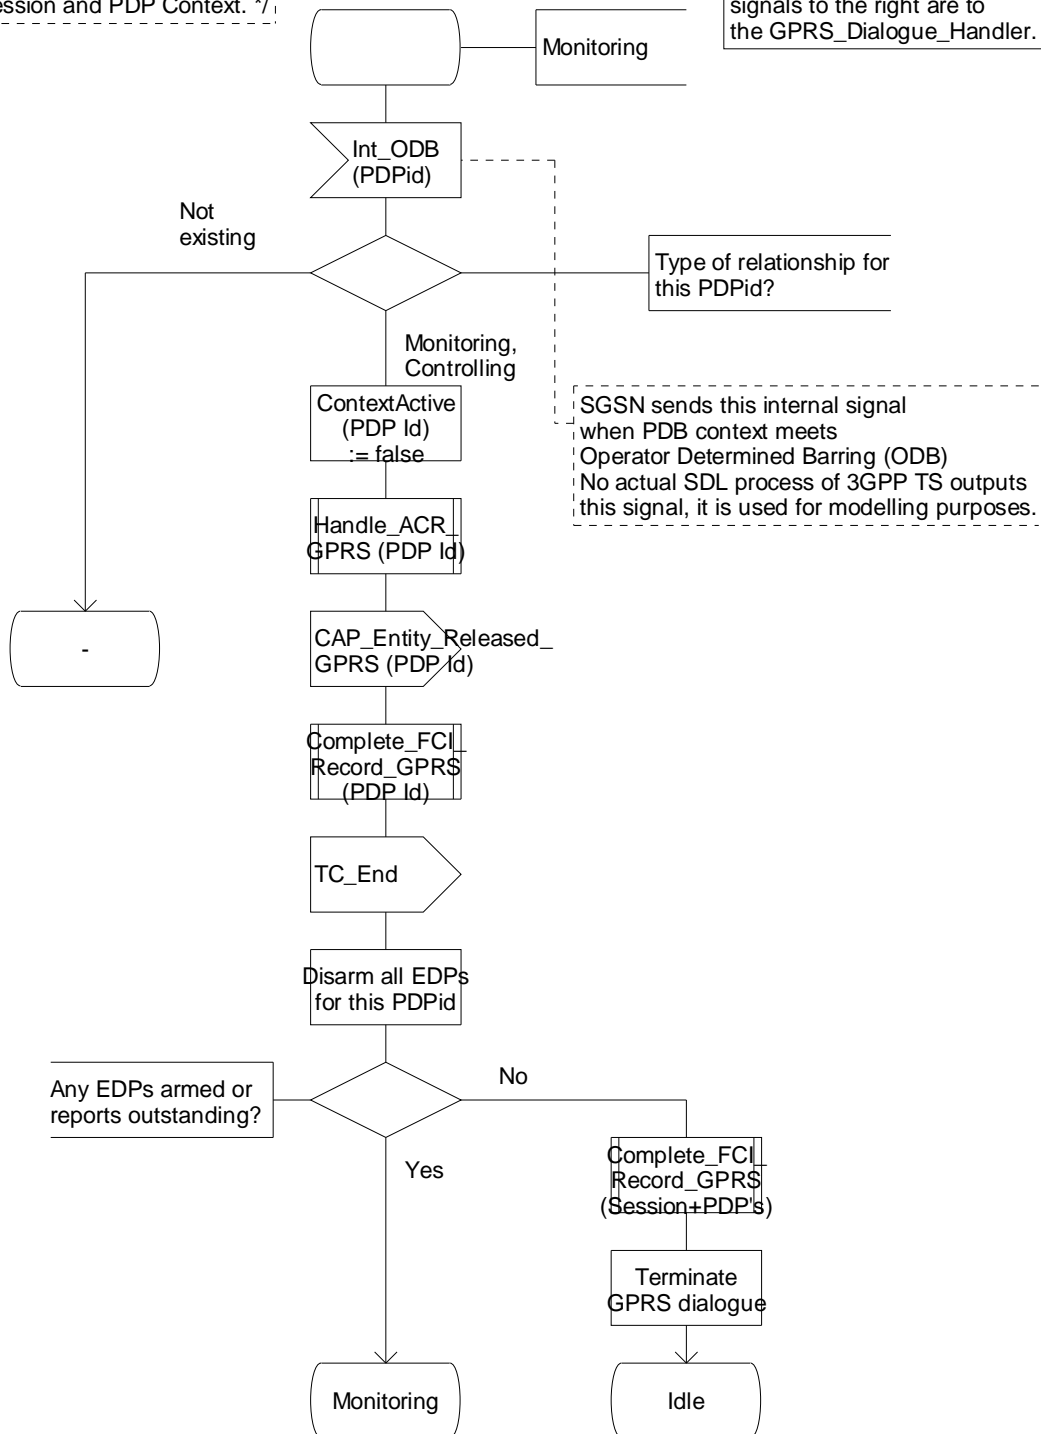 ession and PDP Context. */
signals to the right are to
the GPRS_Dialogue_Handler.
Monitoring
Int_ODB
(PDPid)
Not
existing
Type of relationship for
this PDPid?
Monitoring,
Controlling
ContextActive
(PDP Id)
:= false
SGSN sends this internal signal
when PDB context meets
Operator Determined Barring (ODB)
No actual SDL process of 3GPP TS outputs
this signal, it is used for modelling purposes.
Handle_ACR_
GPRS (PDP Id)
-
CAP_Entity_Released_
GPRS (PDP Id)
Complete_FCI_
Record_GPRS
(PDP Id)
TC_End
Disarm all EDPs
for this PDPid
Any EDPs armed or
reports outstanding?
No
Yes
Complete_FCI_
Record_GPRS
(Session+PDP's)
Terminate
GPRS dialogue
Monitoring
Idle